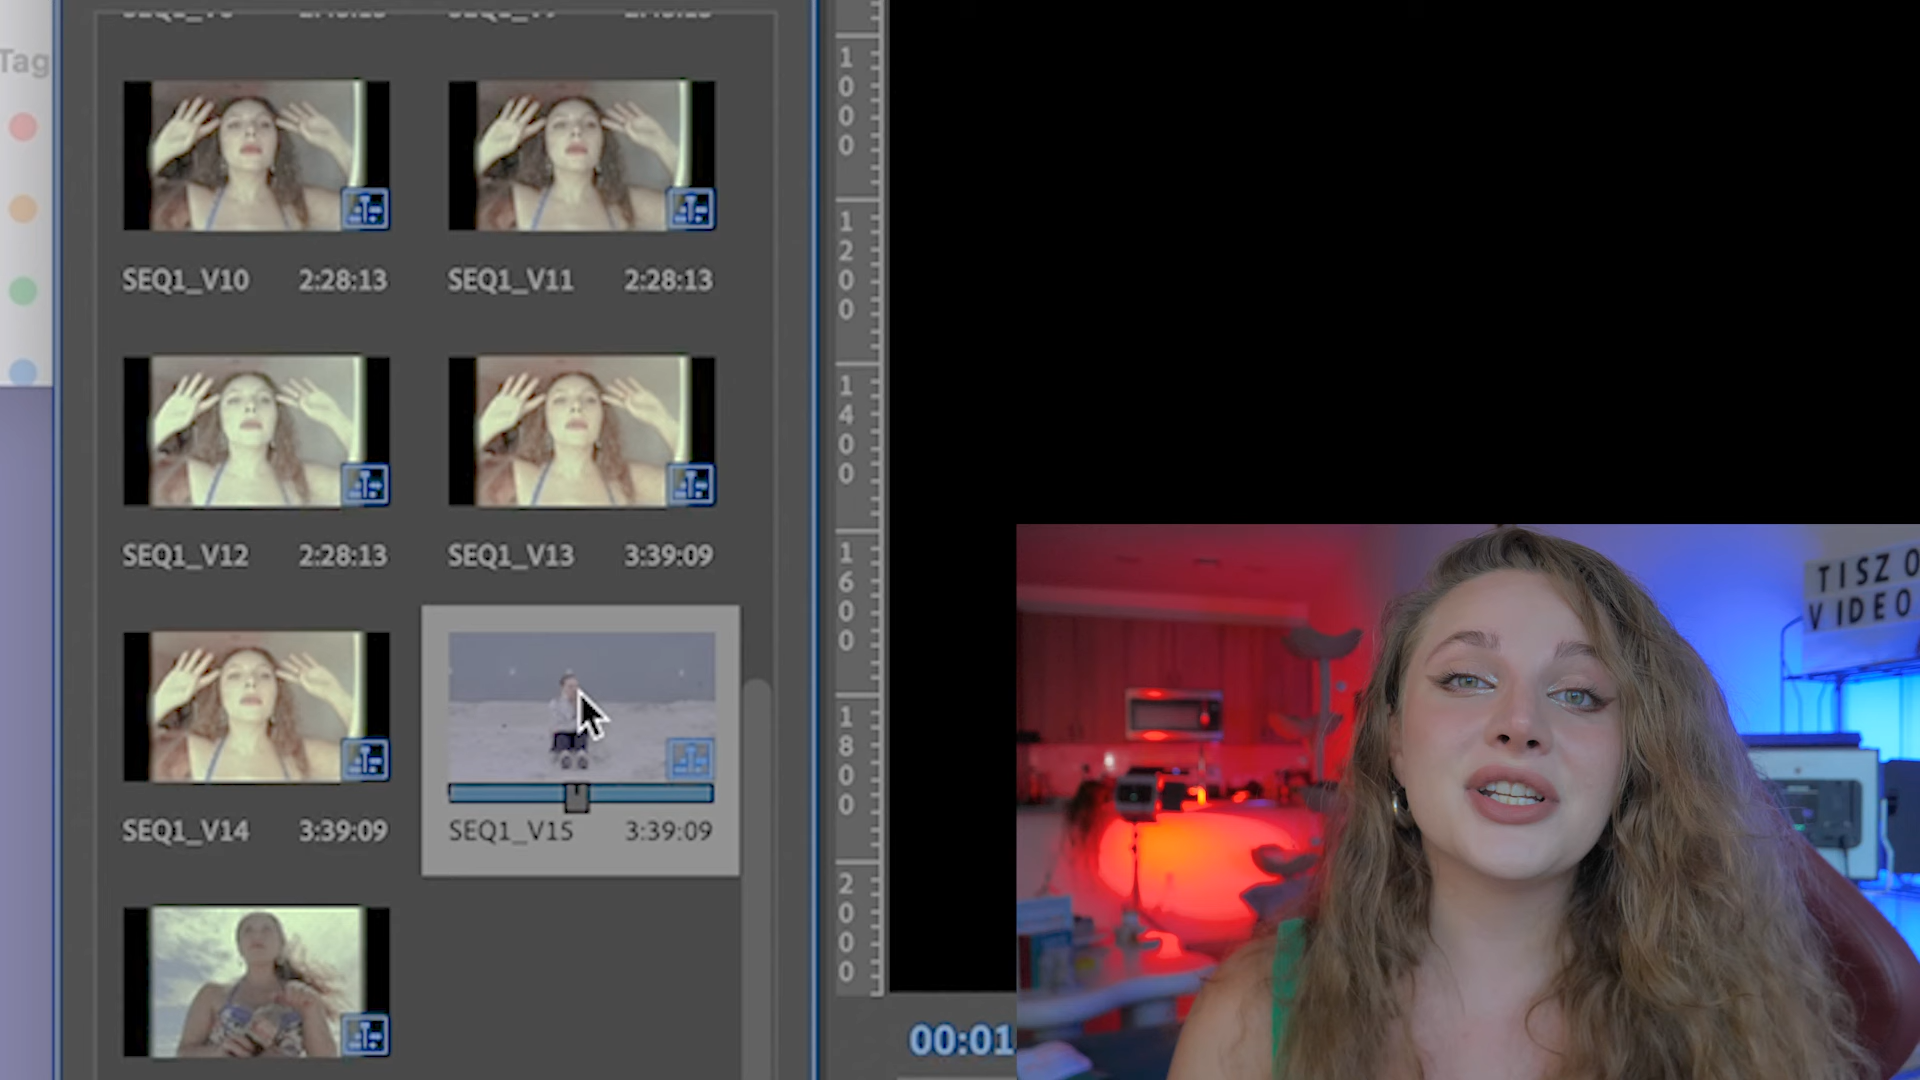 Tag
SEQ1_V10 2:28:13
SEQ1_V11 2:28:13
SEQ1_V12 2:28:13
SEQ1_V13 3:39:09
SEQ1_V14 3:39:09
SEQ1_V15 3:39:09
1000
1200
1400
1600
1800
2000
00:01
TISZO
VIDEO